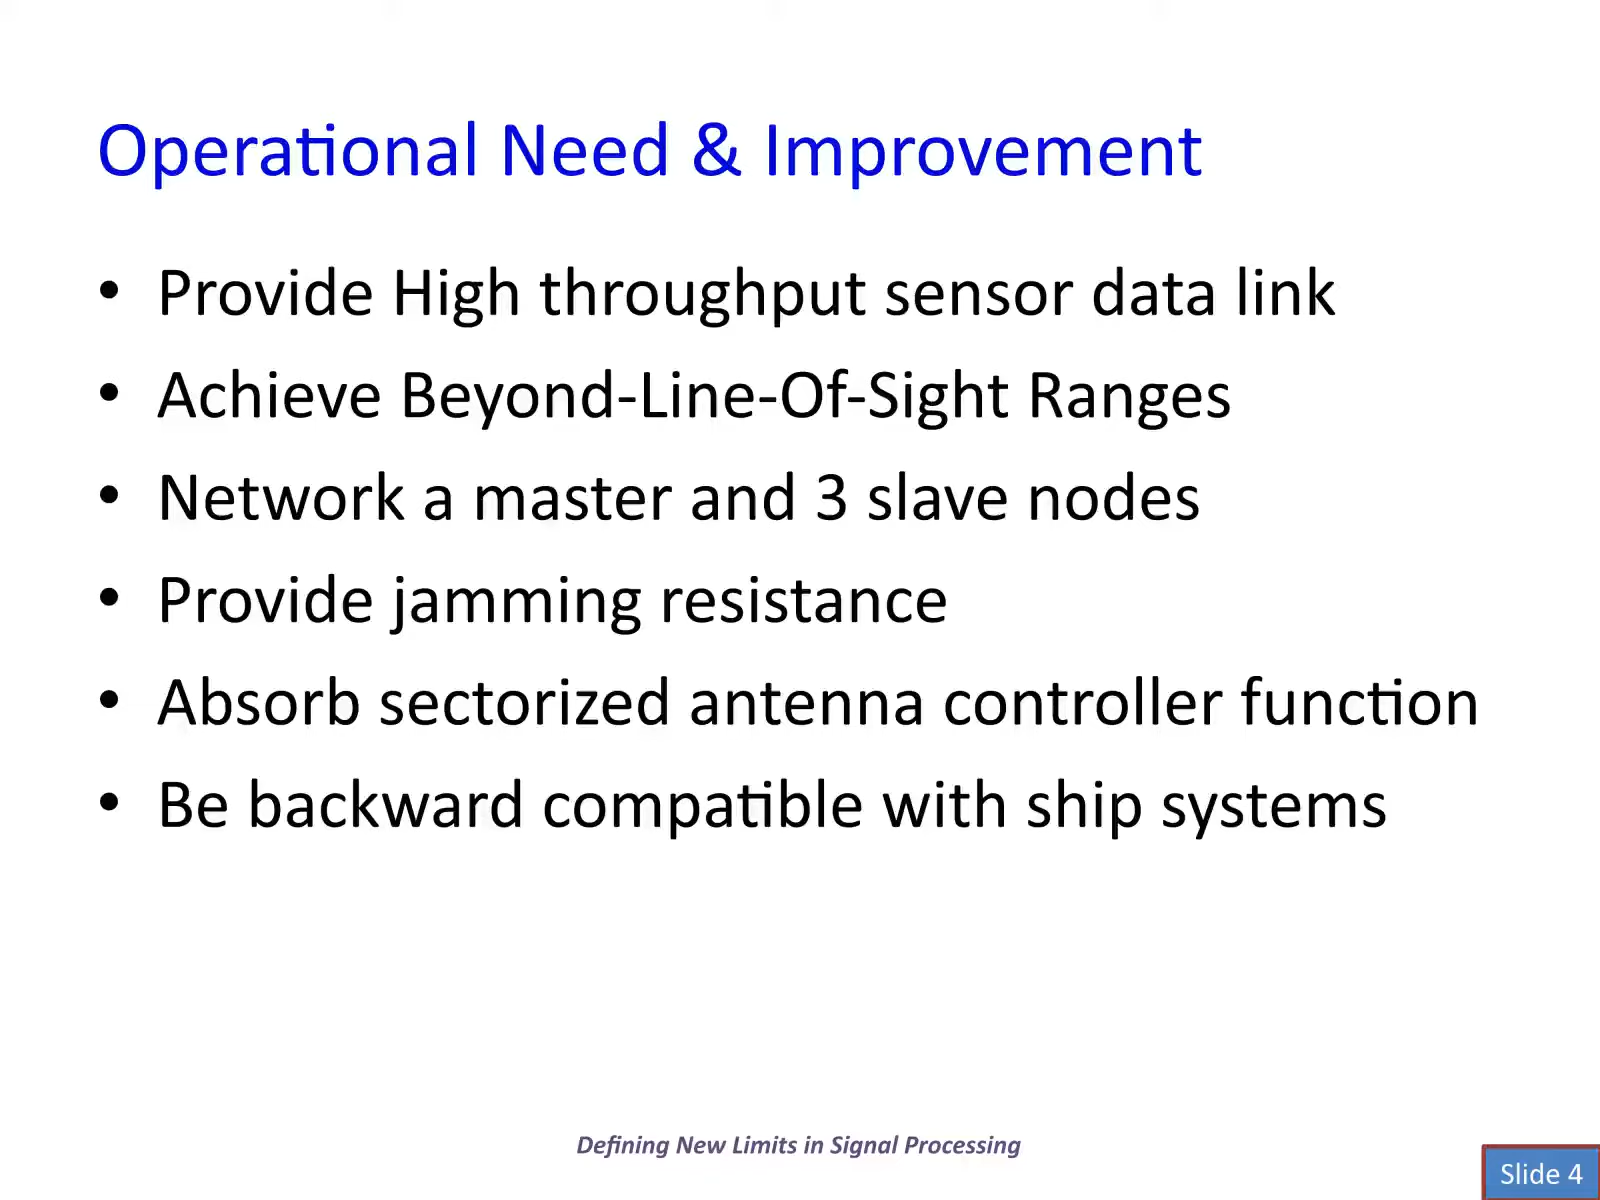 Operational Need & Improvement
• Provide High throughput sensor data link
• Achieve Beyond-Line-Of-Sight Ranges
• Network a master and 3 slave nodes
• Provide jamming resistance
• Absorb sectorized antenna controller function
• Be backward compatible with ship systems
Defining New Limits in Signal Processing
Slide 4